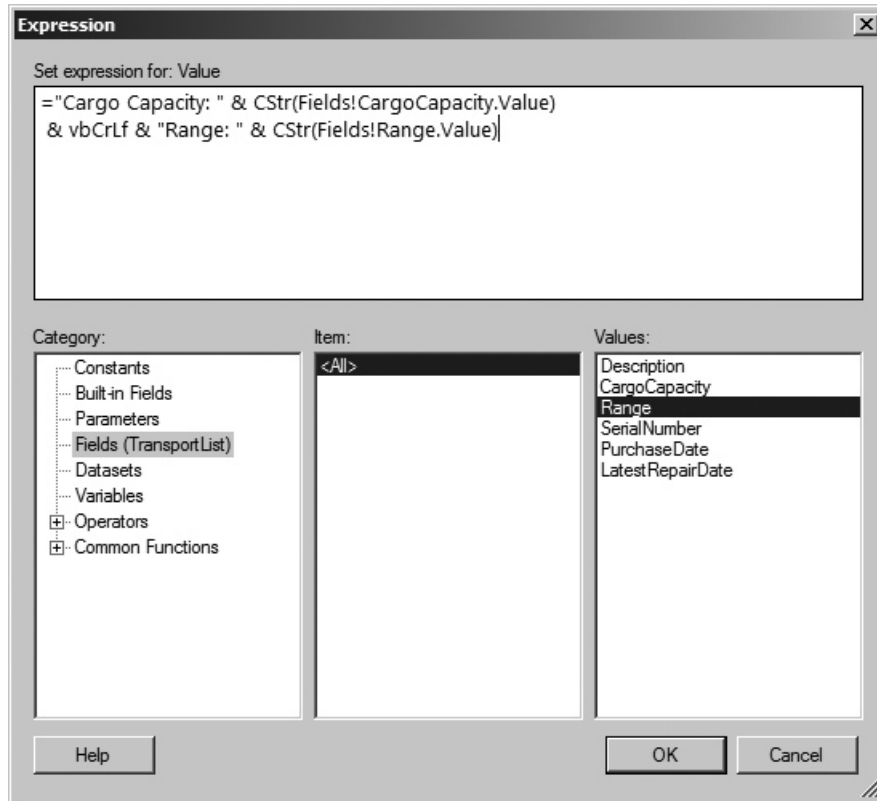 Expression
Set expression for: Value
="Cargo Capacity: " & CStr(Fields!CargoCapacity.Value)
& vbCrLf & "Range: " & CStr(Fields!Range.Value)
Category:
Constants
Built-in Fields
Parameters
Fields (TransportList)
Datasets
Variables
Operators
Common Functions
Item:
<All>
Values:
Description
CargoCapacity
Range
SerialNumber
PurchaseDate
LatestRepairDate
Help
OK
Cancel